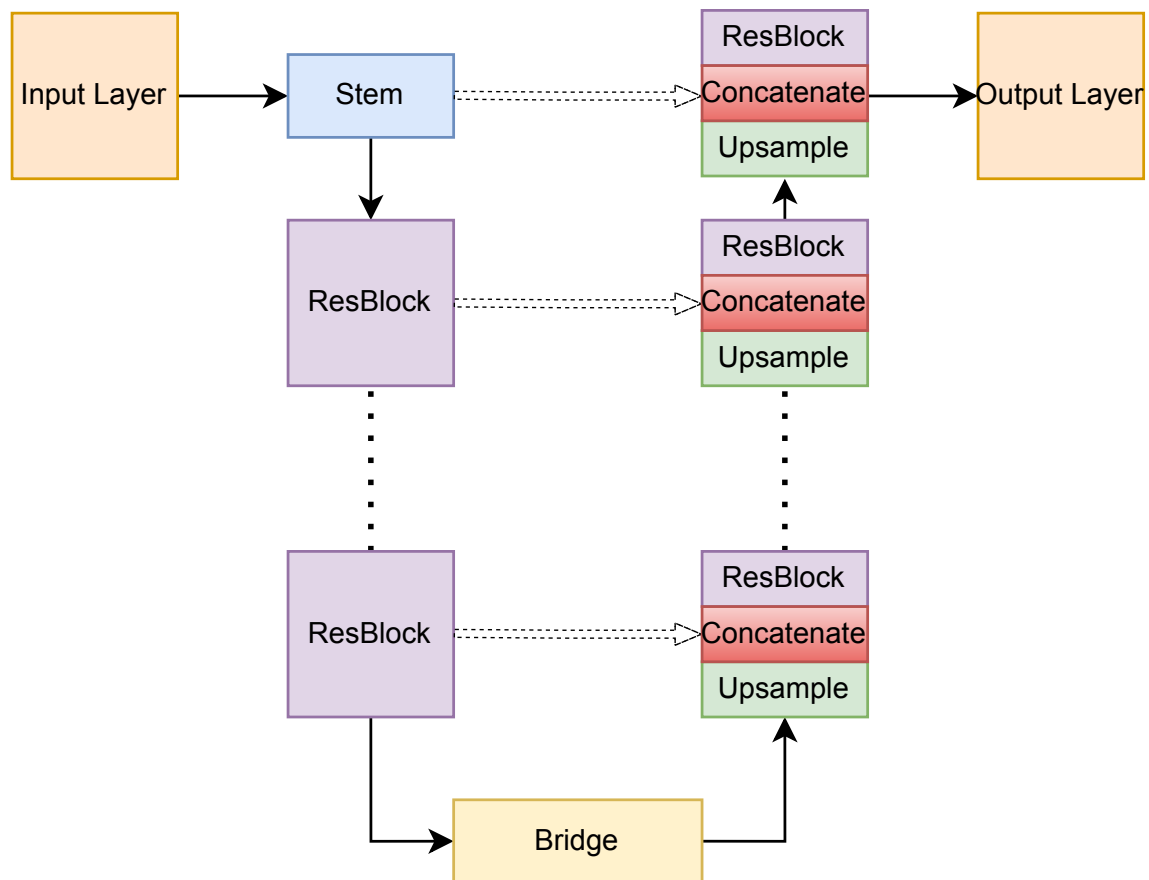 ResBlock
Input Layer
Stem
Concatenate
Output Layer
Upsample
ResBlock
ResBlock
Concatenate
Upsample
ResBlock
ResBlock
Concatenate
Upsample
Bridge